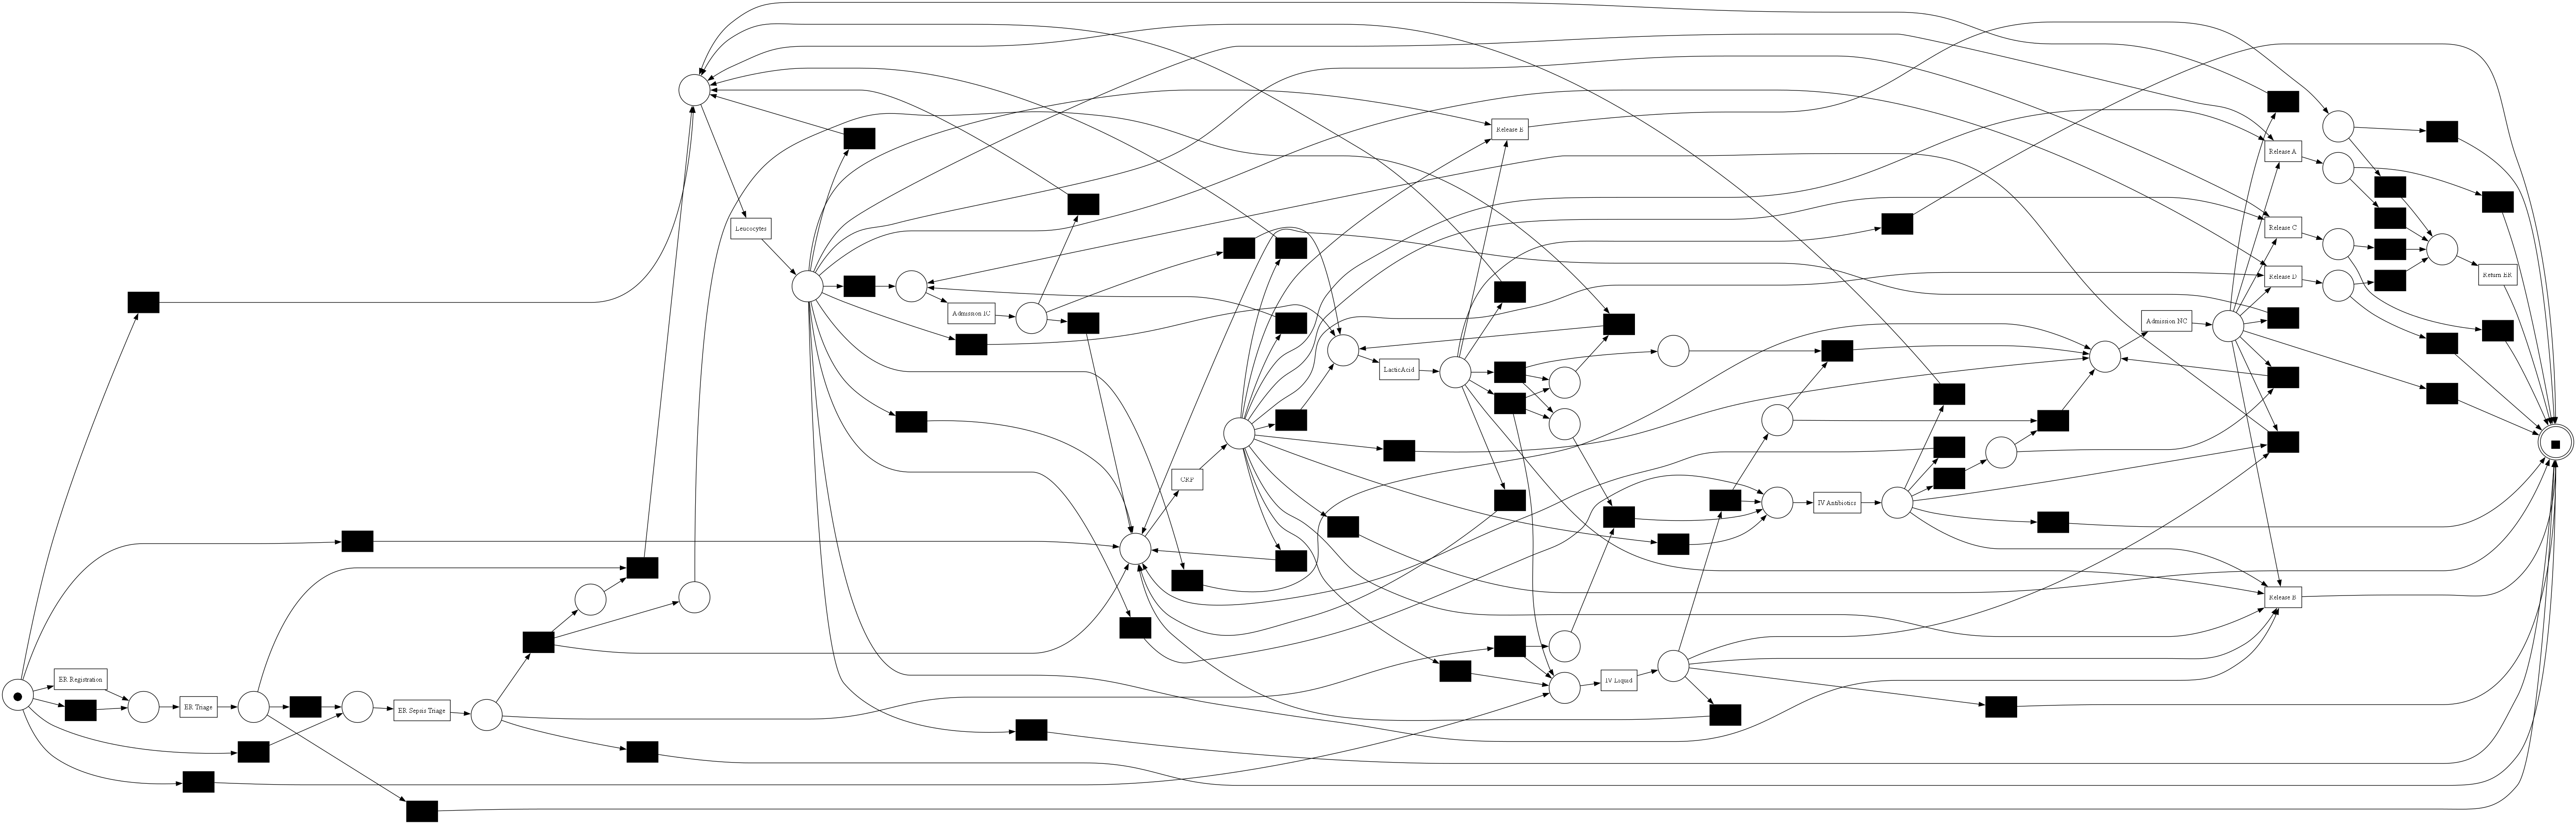 Release E
Release A
Leucocytes
Release C
Release D
Return ER
Admission IC
Admission NC
LacticAcid
CRP
IV Antibiotics
Release B
ER Registration
IV Liquid
ER Triage
ER Sepsis Triage